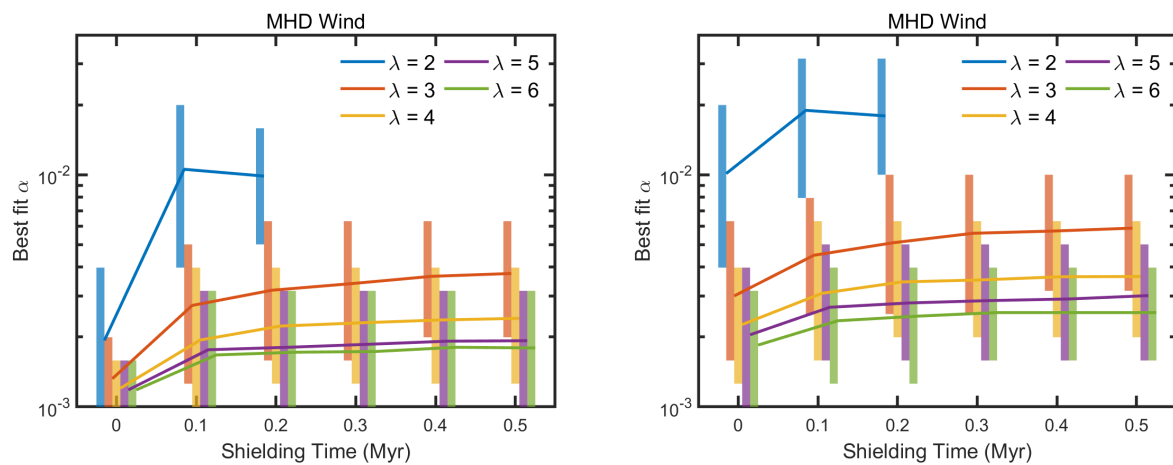 MHD Wind
λ = 2
λ = 5
λ = 3
λ = 6
λ = 4
10⁻²
10⁻³
Best fit α
0
0.1
0.2
0.3
0.4
0.5
Shielding Time (Myr)
MHD Wind
λ = 2
λ = 5
λ = 3
λ = 6
λ = 4
10⁻²
10⁻³
Best fit α
0
0.1
0.2
0.3
0.4
0.5
Shielding Time (Myr)